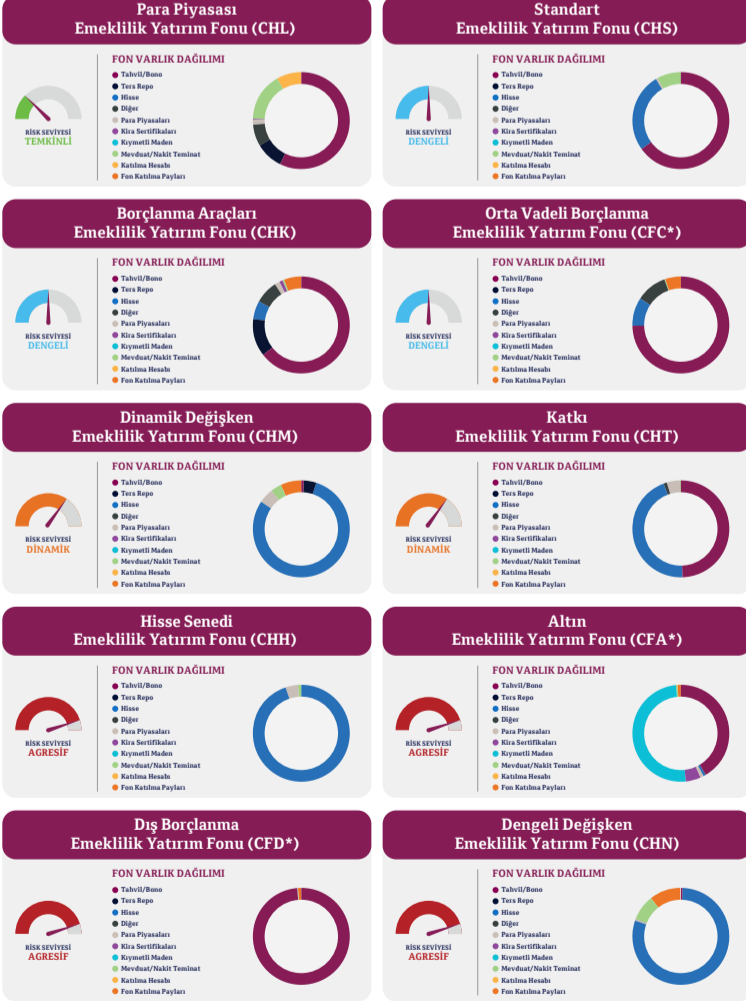 Para Piyasası
Emeklilik Yatırım Fonu (CHL)
FON VARLIK DAĞILIMI
Tahvil/Bono
Ters Repo
Hisse
Diğer
Para Piyasaları
Kira Sertifikaları
Kıymetli Maden
Mevduat/Nakit Teminat
Katılma Hesabı
Fon Katılma Payları
RİSK SEVİYESİ
TEMKİNLİ
Standart
Emeklilik Yatırım Fonu (CHS)
FON VARLIK DAĞILIMI
Tahvil/Bono
Ters Repo
Hisse
Diğer
Para Piyasaları
Kira Sertifikaları
Kıymetli Maden
Mevduat/Nakit Teminat
Katılma Hesabı
Fon Katılma Payları
RİSK SEVİYESİ
DENGELİ
Borçlanma Araçları
Emeklilik Yatırım Fonu (CHK)
FON VARLIK DAĞILIMI
Tahvil/Bono
Ters Repo
Hisse
Diğer
Para Piyasaları
Kira Sertifikaları
Kıymetli Maden
Mevduat/Nakit Teminat
Katılma Hesabı
Fon Katılma Payları
RİSK SEVİYESİ
DENGELİ
Orta Vadeli Borçlanma
Emeklilik Yatırım Fonu (CFC*)
FON VARLIK DAĞILIMI
Tahvil/Bono
Ters Repo
Hisse
Diğer
Para Piyasaları
Kira Sertifikaları
Kıymetli Maden
Mevduat/Nakit Teminat
Katılma Hesabı
Fon Katılma Payları
RİSK SEVİYESİ
DENGELİ
Dinamik Değişken
Emeklilik Yatırım Fonu (CHM)
FON VARLIK DAĞILIMI
Tahvil/Bono
Ters Repo
Hisse
Diğer
Para Piyasaları
Kira Sertifikaları
Kıymetli Maden
Mevduat/Nakit Teminat
Katılma Hesabı
Fon Katılma Payları
RİSK SEVİYESİ
DİNAMİK
Katkı
Emeklilik Yatırım Fonu (CHT)
FON VARLIK DAĞILIMI
Tahvil/Bono
Ters Repo
Hisse
Diğer
Para Piyasaları
Kira Sertifikaları
Kıymetli Maden
Mevduat/Nakit Teminat
Katılma Hesabı
Fon Katılma Payları
RİSK SEVİYESİ
DİNAMİK
Hisse Senedi
Emeklilik Yatırım Fonu (CHH)
FON VARLIK DAĞILIMI
Tahvil/Bono
Ters Repo
Hisse
Diğer
Para Piyasaları
Kira Sertifikaları
Kıymetli Maden
Mevduat/Nakit Teminat
Katılma Hesabı
Fon Katılma Payları
RİSK SEVİYESİ
AGRESİF
Altın
Emeklilik Yatırım Fonu (CFA*)
FON VARLIK DAĞILIMI
Tahvil/Bono
Ters Repo
Hisse
Diğer
Para Piyasaları
Kira Sertifikaları
Kıymetli Maden
Mevduat/Nakit Teminat
Katılma Hesabı
Fon Katılma Payları
RİSK SEVİYESİ
AGRESİF
Dış Borçlanma
Emeklilik Yatırım Fonu (CFD*)
FON VARLIK DAĞILIMI
Tahvil/Bono
Ters Repo
Hisse
Diğer
Para Piyasaları
Kira Sertifikaları
Kıymetli Maden
Mevduat/Nakit Teminat
Katılma Hesabı
Fon Katılma Payları
RİSK SEVİYESİ
AGRESİF
Dengeli Değişken
Emeklilik Yatırım Fonu (CHN)
FON VARLIK DAĞILIMI
Tahvil/Bono
Ters Repo
Hisse
Diğer
Para Piyasaları
Kira Sertifikaları
Kıymetli Maden
Mevduat/Nakit Teminat
Katılma Hesabı
Fon Katılma Payları
RİSK SEVİYESİ
AGRESİF